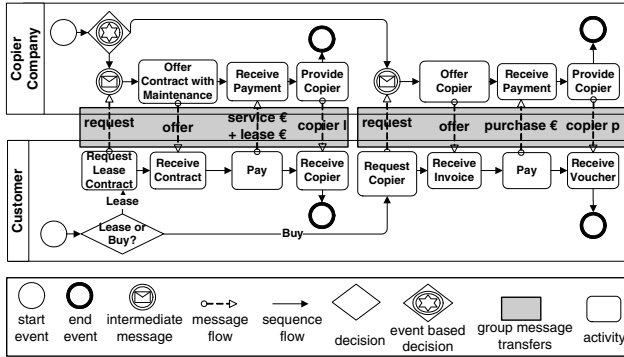 Copier
Company
Offer
Contract with
Maintenance
Receive
Payment
Provide
Copier
Offer
Copier
Receive
Payment
Provide
Copier
request
offer
service €
+ lease €
copier l
request
offer
purchase €
copier p
Customer
Request
Lease
Contract
Receive
Contract
Pay
Receive
Copier
Request
Copier
Receive
Invoice
Pay
Receive
Voucher
Lease
Lease or
Buy?
Buy
start
event
end
event
intermediate
message
message
flow
sequence
flow
decision
event based
decision
group message
transfers
activity